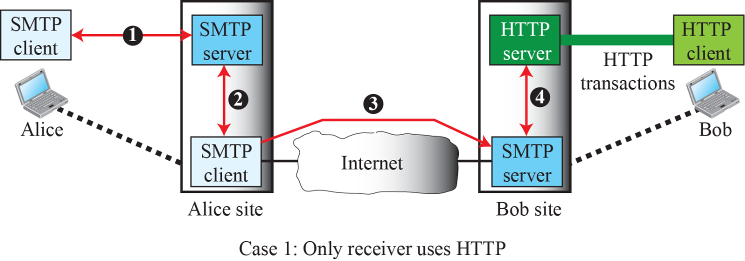 SMTP
client
1
SMTP
server
HTTP
server
HTTP
client
HTTP
transactions
2
3
4
Alice
Bob
SMTP
client
Internet
SMTP
server
Alice site
Bob site
Case 1: Only receiver uses HTTP